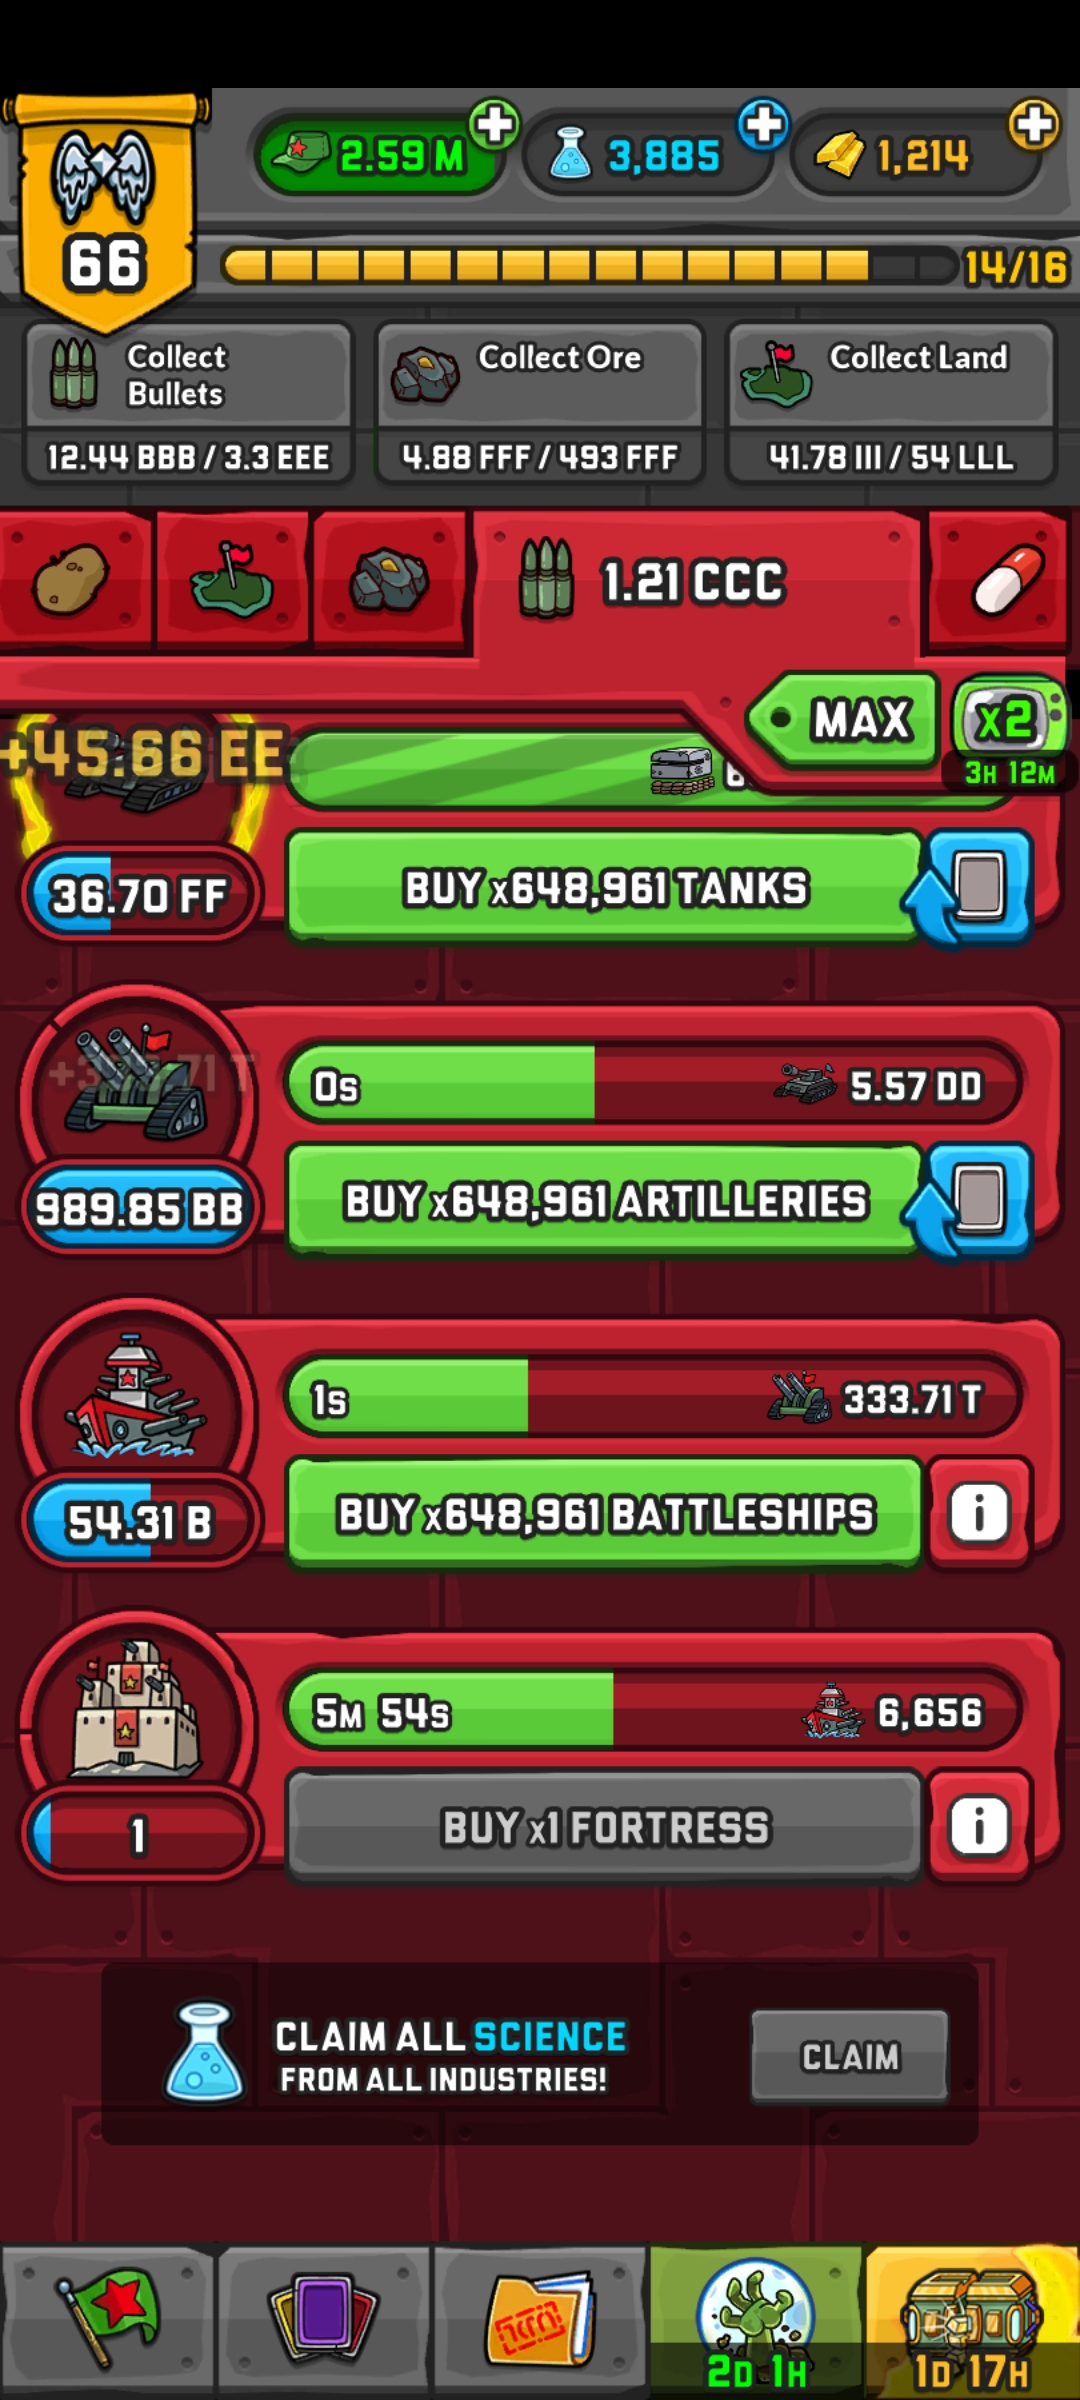 2.59 M
3,885
1,214
66
14/16
Collect
Bullets
Collect Ore
Collect Land
12.44 BBB / 3.3 EEE
4.88 FFF / 493 FFF
41.78 III / 54 LLL
1.21 CCC
MAX
x2
3H 12M
+45.66 EE
36.70 FF
BUY x648,961 TANKS
0s
5.57 DD
989.85 BB
BUY x648,961 ARTILLERIES
1s
333.71 T
54.31 B
BUY x648,961 BATTLESHIPS
i
5M 54s
6,656
1
BUY x1 FORTRESS
i
CLAIM ALL SCIENCE
FROM ALL INDUSTRIES!
CLAIM
2D 1H
1D 17H